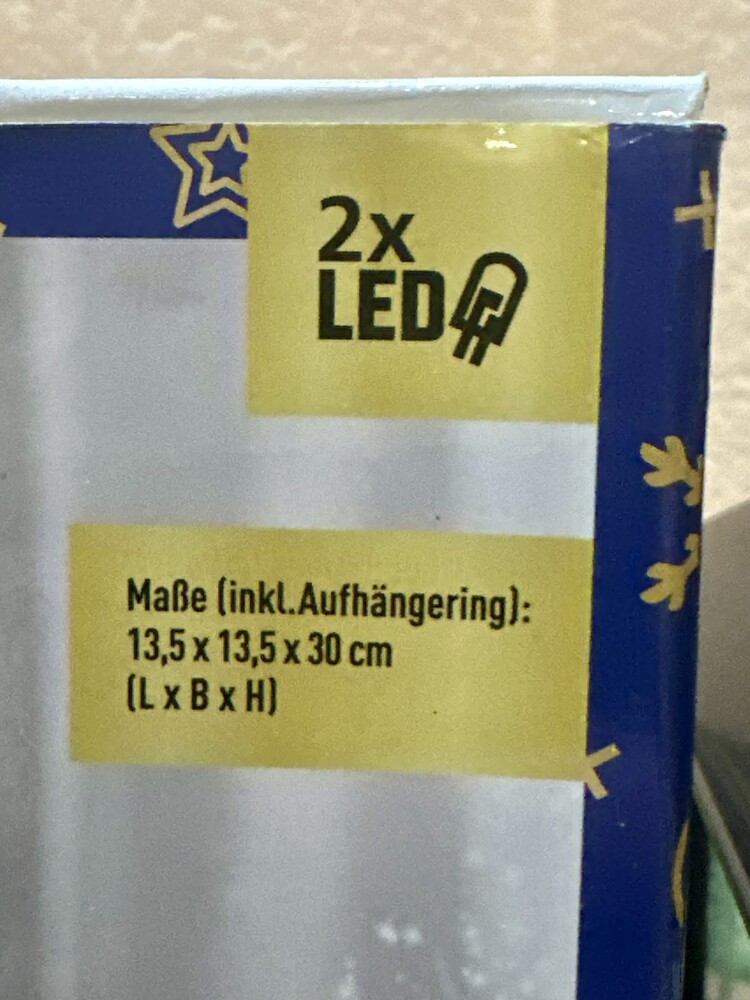 2x
LED
Maße (inkl.Aufhängering):
13,5 x 13,5 x 30 cm
(L x B x H)